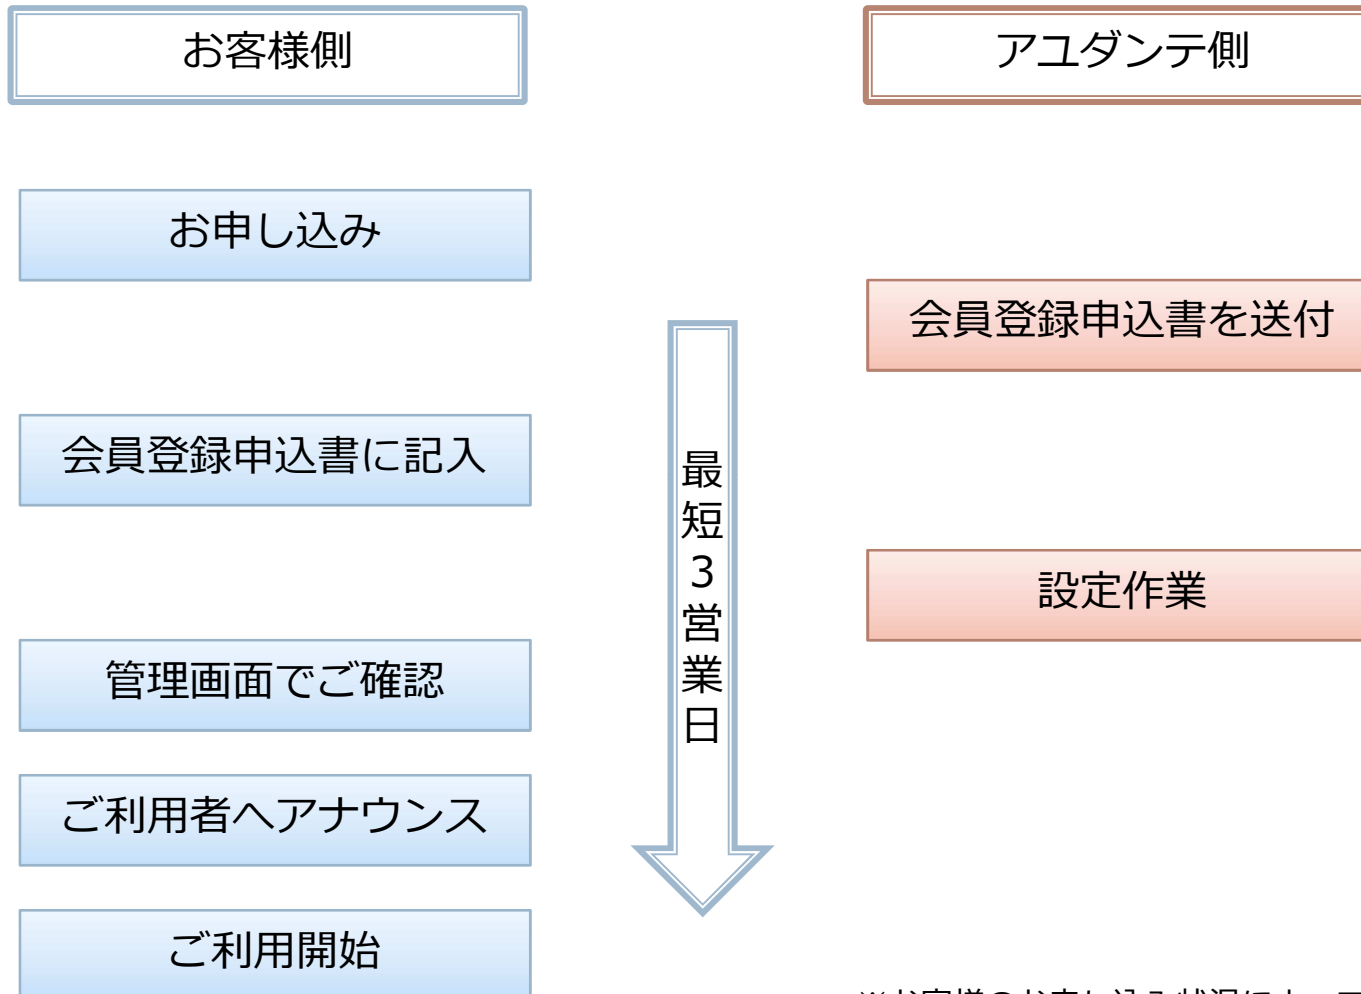 お客様側
アユダンテ側
お申し込み
会員登録申込書を送付
会員登録申込書に記入
最短3営業日
設定作業
管理画面でご確認
ご利用者へアナウンス
ご利用開始